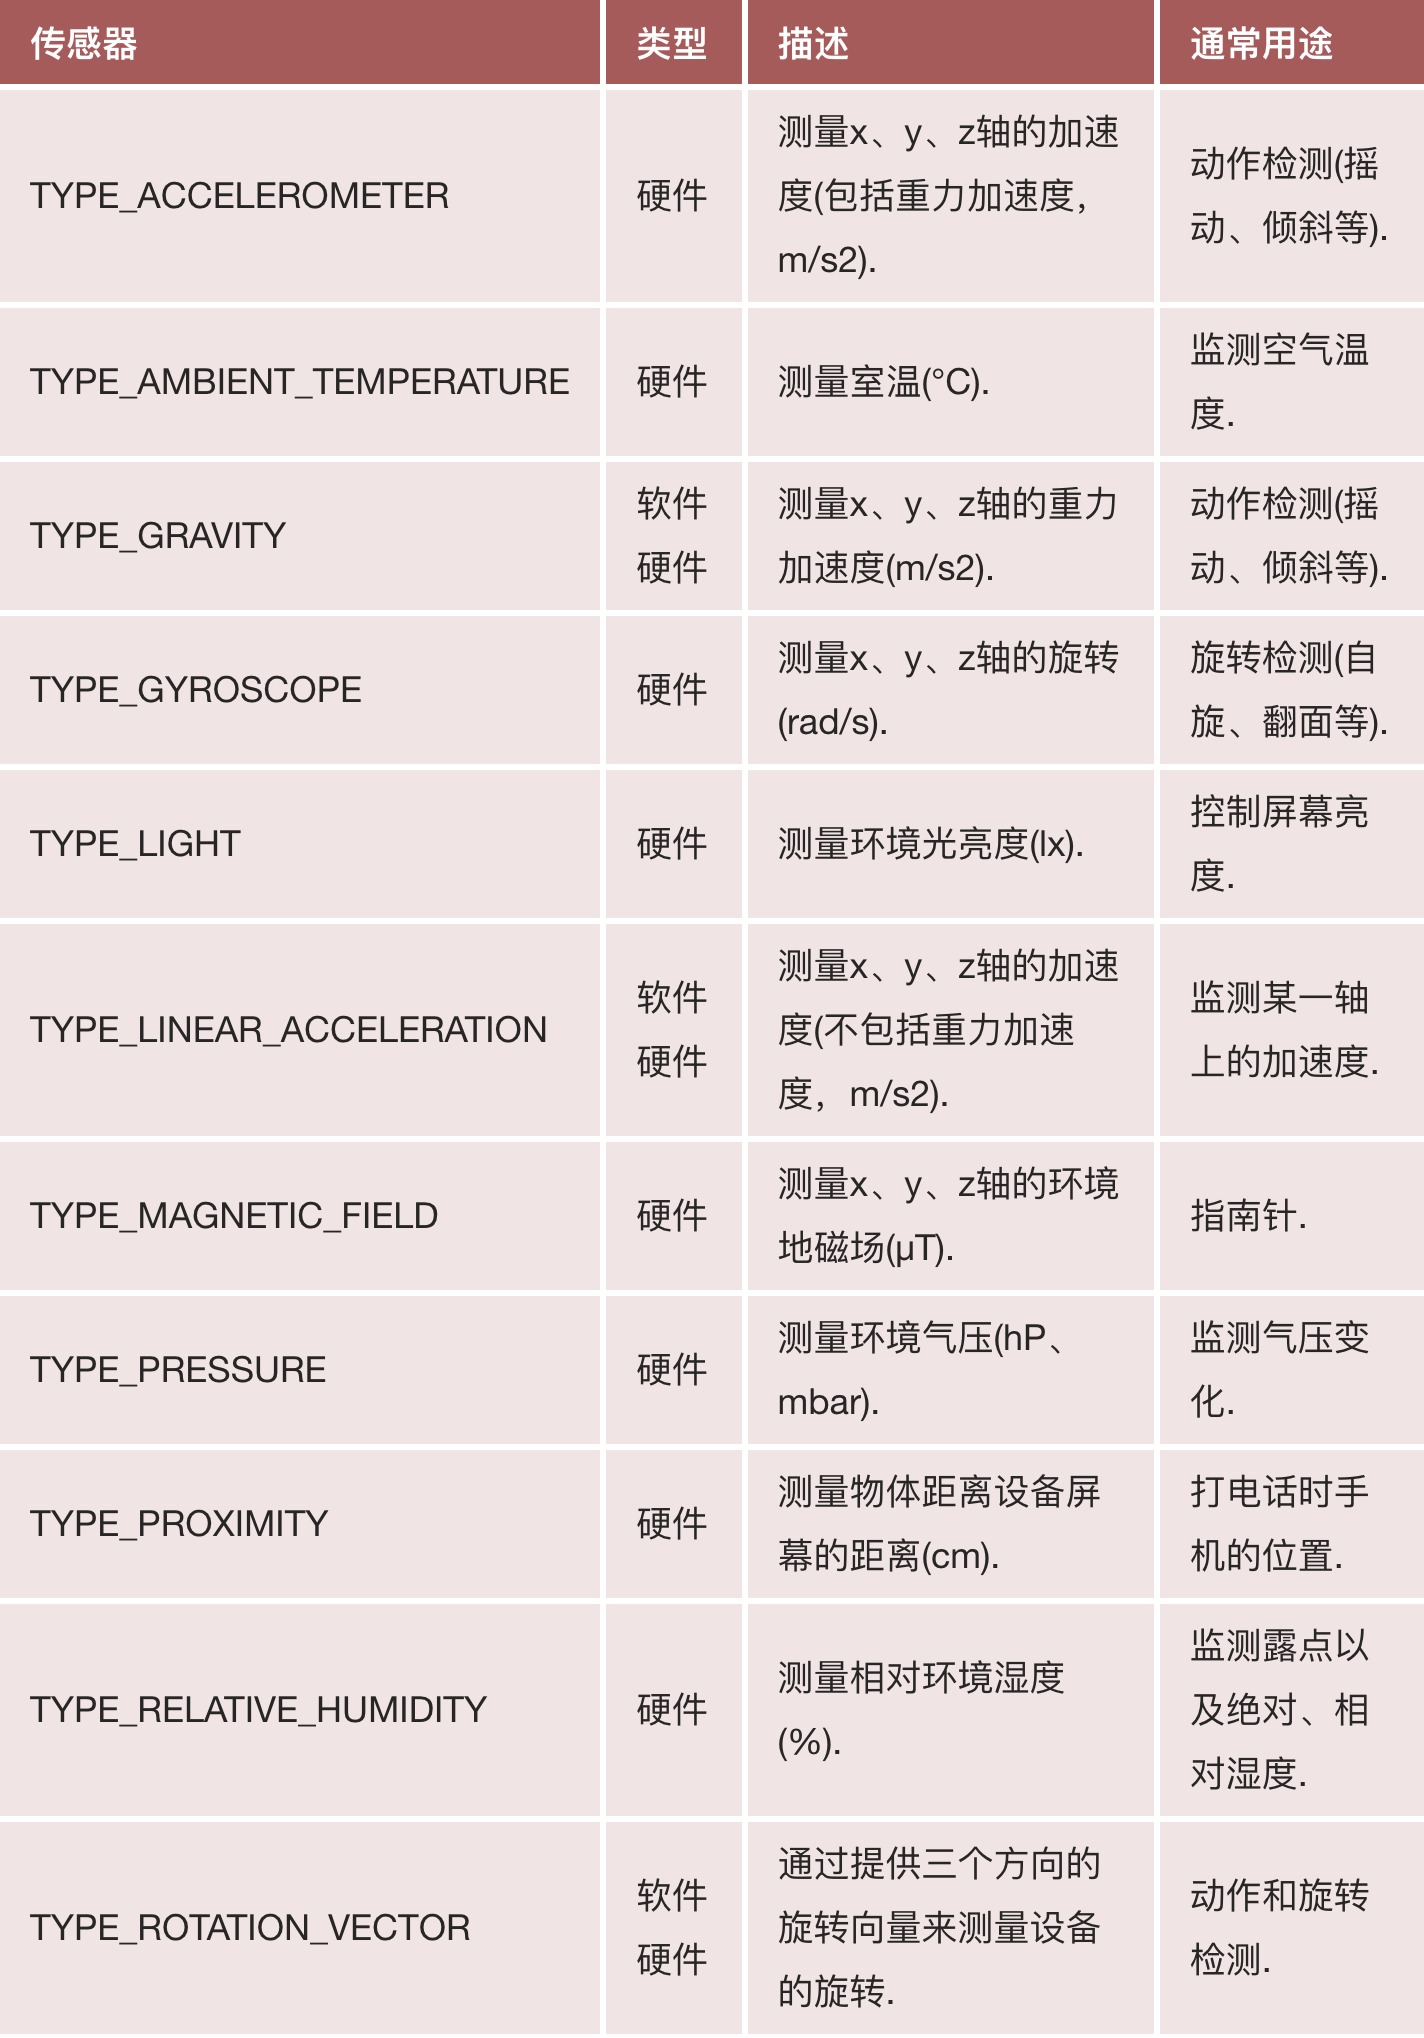 传感器 类型 描述 通常用途
TYPE_ACCELEROMETER 硬件
测量x、y、z轴的加速
度(包括重力加速度，
m/s2).
动作检测(摇
动、倾斜等).
TYPE_AMBIENT_TEMPERATURE 硬件 测量室温(°C).
监测空气温
度.
TYPE_GRAVITY
软件
硬件
测量x、y、z轴的重力
加速度(m/s2).
动作检测(摇
动、倾斜等).
TYPE_GYROSCOPE 硬件
测量x、y、z轴的旋转
(rad/s).
旋转检测(自
旋、翻面等).
TYPE_LIGHT 硬件 测量环境光亮度(lx).
控制屏幕亮
度.
TYPE_LINEAR_ACCELERATION
软件
硬件
测量x、y、z轴的加速
度(不包括重力加速
度，m/s2).
监测某一轴
上的加速度.
TYPE_MAGNETIC_FIELD 硬件
测量x、y、z轴的环境
地磁场(μT).
指南针.
TYPE_PRESSURE 硬件
测量环境气压(hP、
mbar).
监测气压变
化.
TYPE_PROXIMITY 硬件
测量物体距离设备屏
幕的距离(cm).
打电话时手
机的位置.
TYPE_RELATIVE_HUMIDITY 硬件
测量相对环境湿度
(%).
监测露点以
及绝对、相
对湿度.
TYPE_ROTATION_VECTOR
软件
硬件
通过提供三个方向的
旋转向量来测量设备
的旋转.
动作和旋转
检测.